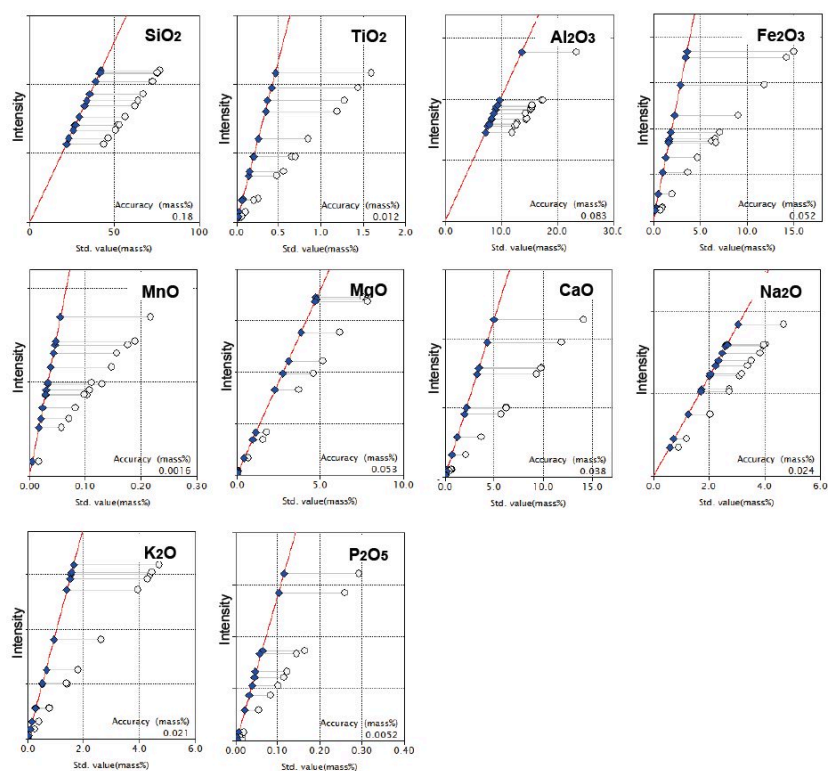 SiO2
Intensity
Accuracy (mass%)
0.18
0 50 100
Std. value(mass%)
TiO2
Intensity
Accuracy (mass%)
0.012
0.0 1.0 2.0
Std. value(mass%)
Al2O3
Intensity
Accuracy (mass%)
0.083
0.0 10.0 20.0 30.0
Std. value(mass%)
Fe2O3
Intensity
Accuracy (mass%)
0.052
0.0 5.0 10.0 15.0
Std. value(mass%)
MnO
Intensity
Accuracy (mass%)
0.0016
0.00 0.10 0.20 0.30
Std. value(mass%)
MgO
Intensity
Accuracy (mass%)
0.053
0.0 5.0 10.0
Std. value(mass%)
CaO
Intensity
Accuracy (mass%)
0.038
0.0 5.0 10.0 15.0
Std. value(mass%)
Na2O
Intensity
Accuracy (mass%)
0.024
0.0 2.0 4.0 6.0
Std. value(mass%)
K2O
Intensity
Accuracy (mass%)
0.021
0.0 2.0 4.0 6.0
Std. value(mass%)
P2O5
Intensity
Accuracy (mass%)
0.0052
0.00 0.10 0.20 0.30 0.40
Std. value(mass%)